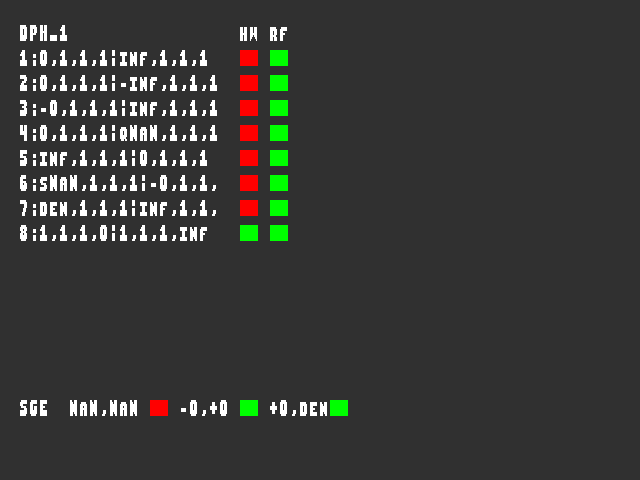 DPH_1 HW RF
1:0,1,1,1|INF,1,1,1
2:0,1,1,1|-INF,1,1,1
3:-0,1,1,1|INF,1,1,1
4:0,1,1,1|QNAN,1,1,1
5:INF,1,1,1|0,1,1,1
6:SNAN,1,1,1|-0,1,1,
7:DEN,1,1,1|INF,1,1,
8:1,1,1,0|1,1,1,INF
SGE NAN,NAN -0,+0 +0,DEN